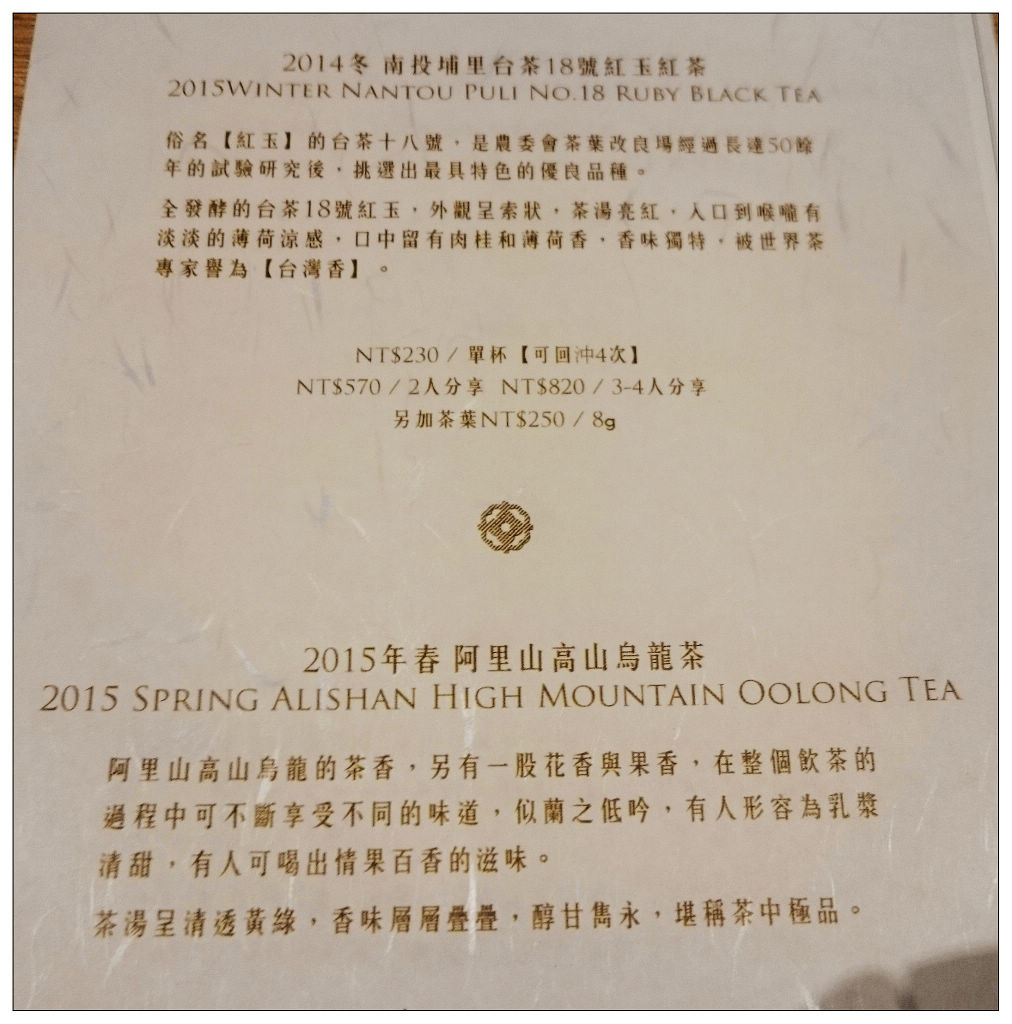 2014冬 南投埔里台茶18號紅玉紅茶
2015WINTER NANTOU PULI NO.18 RUBY BLACK TEA
俗名【紅玉】的台茶十八號，是農委會茶葉改良場經過長達50餘
年的試驗研究後，挑選出最具特色的優良品種。
全發酵的台茶18號紅玉，外觀呈索狀，茶湯亮紅，入口到喉嚨有
淡淡的薄荷涼感，口中留有肉桂和薄荷香，香味獨特，被世界茶
專家譽為【台灣香】。
NT$230 / 單杯【可回沖4次】
NT$570 / 2人分享 NT$820 / 3-4人分享
另加茶葉NT$250 / 8g
2015年春 阿里山高山烏龍茶
2015 SPRING ALISHAN HIGH MOUNTAIN OOLONG TEA
阿里山高山烏龍的茶香，另有一股花香與果香，在整個飲茶的
過程中可不斷享受不同的味道，似蘭之低吟，有人形容為乳漿
清甜，有人可喝出情果百香的滋味。
茶湯呈清透黃綠，香味層層疊疊，醇甘雋永，堪稱茶中極品。